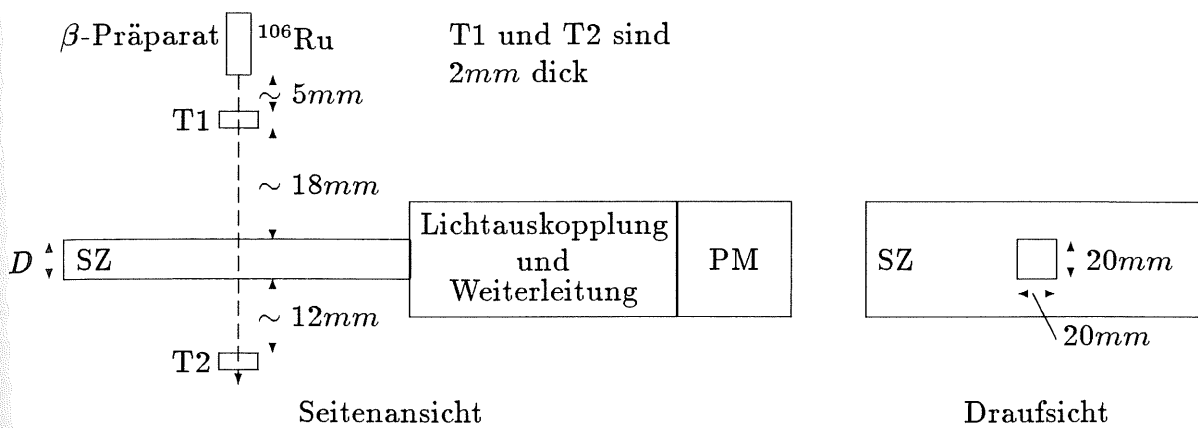 β-Präparat
¹⁰⁶Ru
T1 und T2 sind
2mm dick
∼ 5mm
T1
∼ 18mm
D
SZ
Lichtauskopplung
und
Weiterleitung
PM
SZ
20mm
∼ 12mm
20mm
T2
Seitenansicht
Draufsicht